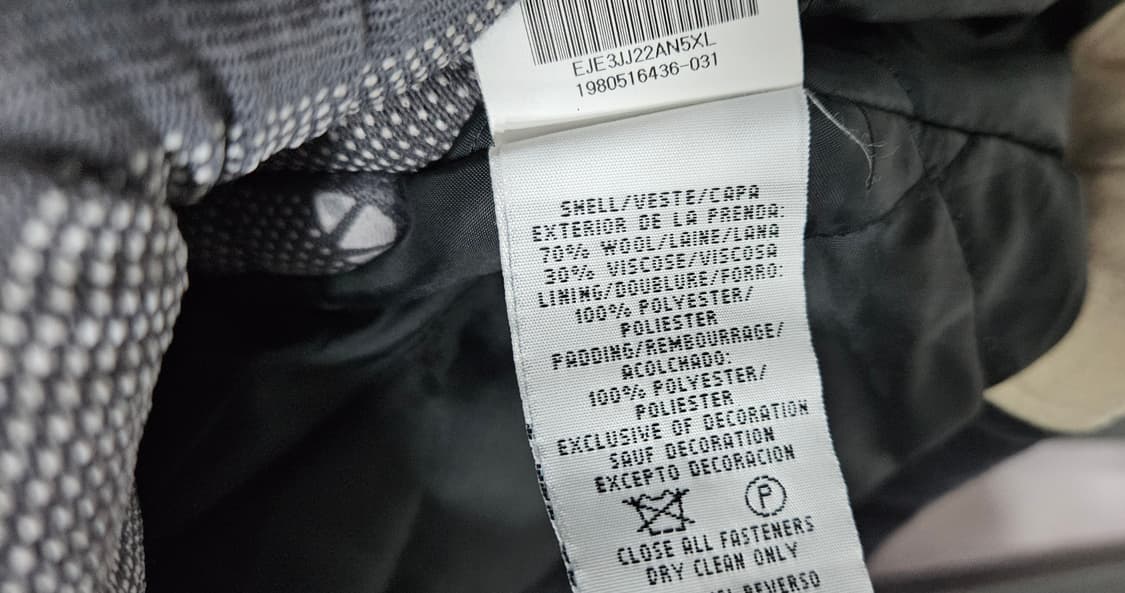 EJE3JJ22AN5XL
1980516436-031
SHELL/VESTE/CAPA
EXTERIOR DE LA PRENDA:
70% WOOL/LAINE/LANA
30% VISCOSE/VISCOSA
LINING/DOUBLURE/FORRO:
100% POLYESTER/
POLIESTER
PADDING/REMBOURRAGE/
ACOLCHADO:
100% POLYESTER/
POLIESTER
EXCLUSIVE OF DECORATION
SAUF DECORATION
EXCEPTO DECORACION
P
CLOSE ALL FASTENERS
DRY CLEAN ONLY
REVERSO